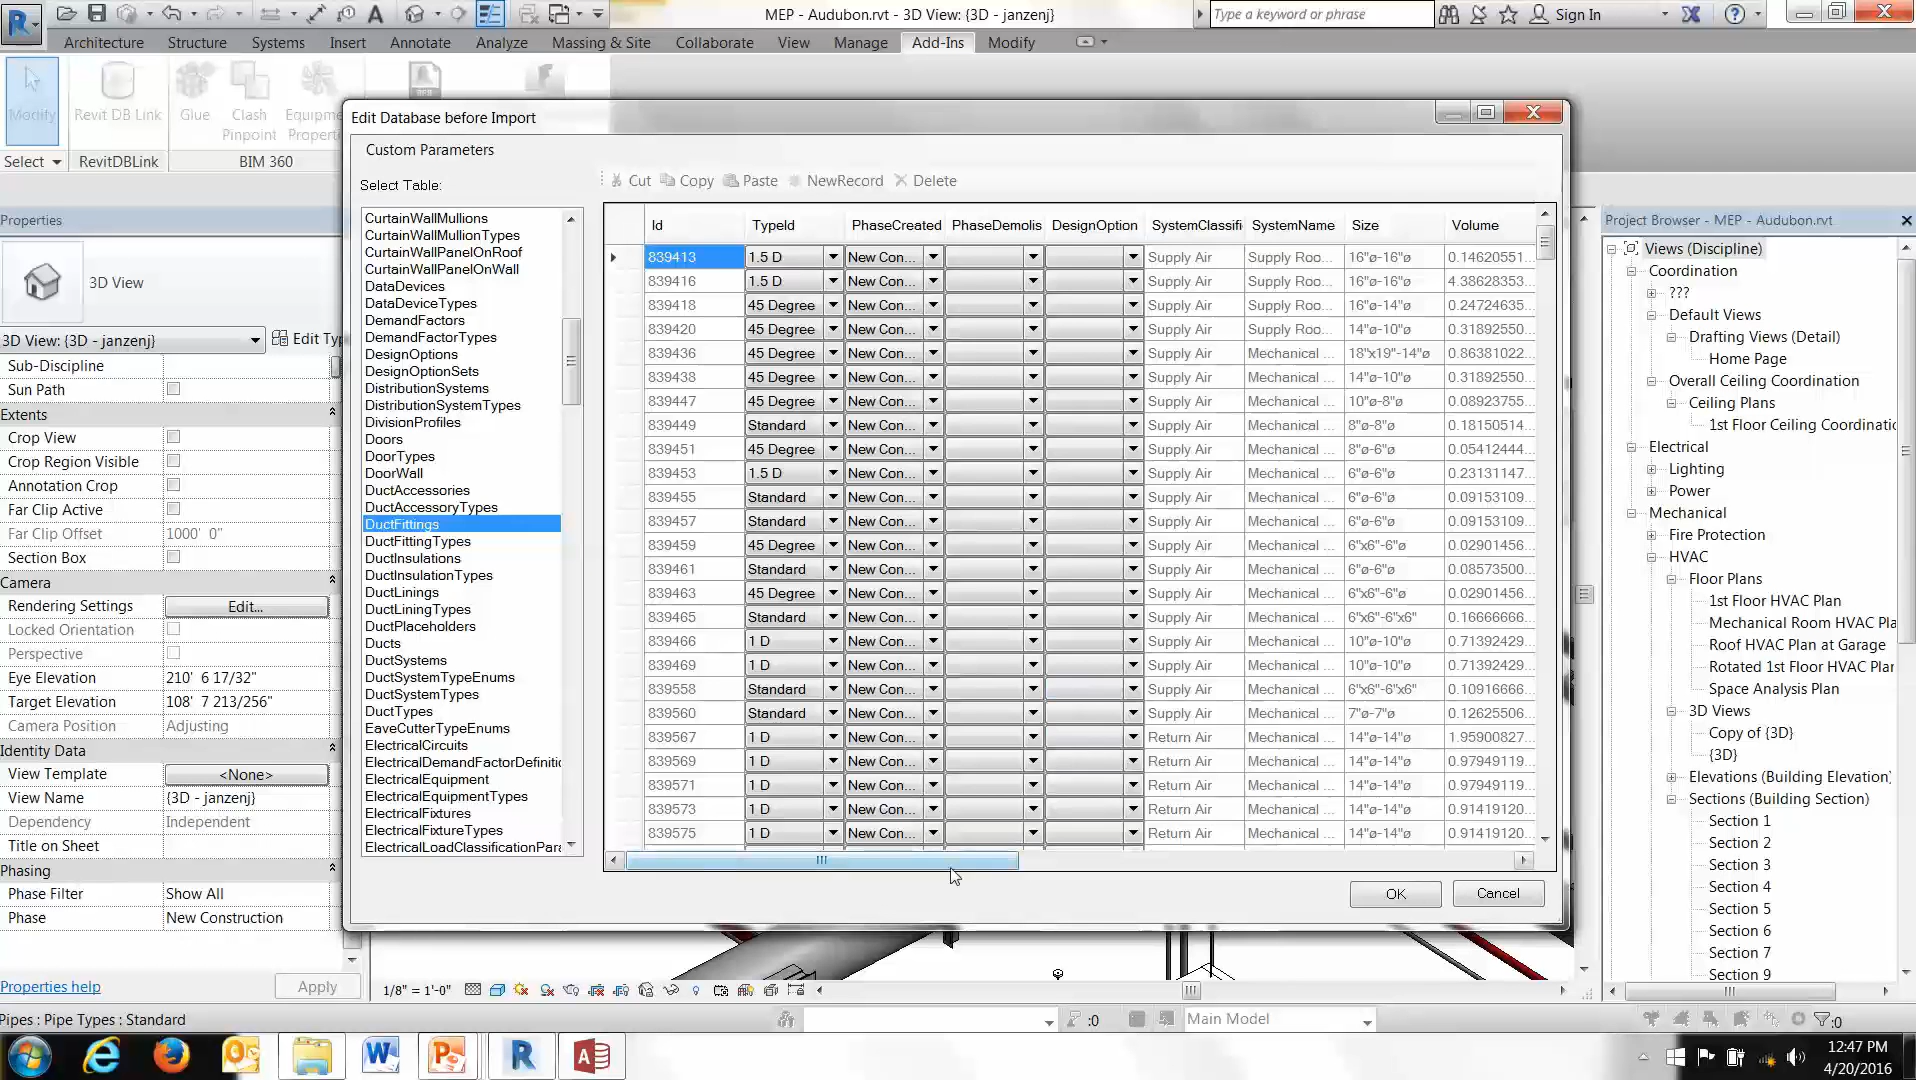 MEP - Audubon.rvt - 3D View: {3D - janzenj}
Type a keyword or phrase
Sign In
Architecture Structure Systems Insert Annotate Analyze Massing & Site Collaborate View Manage Add-Ins Modify
Modify
Revit DB Link
Glue
Clash
Pinpoint
Equipm
Properti
Select
RevitDBLink
BIM 360
Edit Database before Import
Custom Parameters
Select Table:
Cut Copy Paste NewRecord Delete
CurtainWallMullions
CurtainWallMullionTypes
CurtainWallPanelOnRoof
CurtainWallPanelOnWall
DataDevices
DataDeviceTypes
DemandFactors
DemandFactorTypes
DesignOptions
DesignOptionSets
DistributionSystems
DistributionSystemTypes
DivisionProfiles
Doors
DoorTypes
DoorWall
DuctAccessories
DuctAccessoryTypes
DuctFittings
DuctFittingTypes
DuctInsulations
DuctInsulationTypes
DuctLinings
DuctLiningTypes
DuctPlaceholders
Ducts
DuctSystems
DuctSystemTypeEnums
DuctSystemTypes
DuctTypes
EaveCutterTypeEnums
ElectricalCircuits
ElectricalDemandFactorDefinitio
ElectricalEquipment
ElectricalEquipmentTypes
ElectricalFixtures
ElectricalFixtureTypes
ElectricalLoadClassificationPara
Id TypeId PhaseCreated PhaseDemolis DesignOption SystemClassifi SystemName Size Volume
839413 1.5 D New Con... Supply Air Supply Roo... 16"ø-16"ø 0.14620551...
839416 1.5 D New Con... Supply Air Supply Roo... 16"ø-16"ø 4.38628353...
839418 45 Degree New Con... Supply Air Supply Roo... 16"ø-14"ø 0.24724635...
839420 45 Degree New Con... Supply Air Supply Roo... 14"ø-10"ø 0.31892550...
839436 45 Degree New Con... Supply Air Mechanical ... 18"x19"-14"ø 0.86381022...
839438 45 Degree New Con... Supply Air Mechanical ... 14"ø-10"ø 0.31892550...
839447 45 Degree New Con... Supply Air Mechanical ... 10"ø-8"ø 0.08923755...
839449 Standard New Con... Supply Air Mechanical ... 8"ø-8"ø 0.18150514...
839451 45 Degree New Con... Supply Air Mechanical ... 8"ø-6"ø 0.05412444...
839453 1.5 D New Con... Supply Air Mechanical ... 6"ø-6"ø 0.23131147...
839455 Standard New Con... Supply Air Mechanical ... 6"ø-6"ø 0.09153109...
839457 Standard New Con... Supply Air Mechanical ... 6"ø-6"ø 0.09153109...
839459 45 Degree New Con... Supply Air Mechanical ... 6"x6"-6"ø 0.02901456...
839461 Standard New Con... Supply Air Mechanical ... 6"ø-6"ø 0.08573500...
839463 45 Degree New Con... Supply Air Mechanical ... 6"x6"-6"ø 0.02901456...
839465 Standard New Con... Supply Air Mechanical ... 6"x6"-6"x6" 0.16666666...
839466 1 D New Con... Supply Air Mechanical ... 10"ø-10"ø 0.71392429...
839469 1 D New Con... Supply Air Mechanical ... 10"ø-10"ø 0.71392429...
839558 Standard New Con... Supply Air Mechanical ... 6"x6"-6"x6" 0.10916666...
839560 Standard New Con... Supply Air Mechanical ... 7"ø-7"ø 0.12625506...
839567 1 D New Con... Return Air Mechanical ... 14"ø-14"ø 1.95900827...
839569 1 D New Con... Return Air Mechanical ... 14"ø-14"ø 0.97949119...
839571 1 D New Con... Return Air Mechanical ... 14"ø-14"ø 0.97949119...
839573 1 D New Con... Return Air Mechanical ... 14"ø-14"ø 0.91419120...
839575 1 D New Con... Return Air Mechanical ... 14"ø-14"ø 0.91419120...
OK Cancel
Properties
3D View
3D View: {3D - janzenj}
Edit Typ
Sub-Discipline
Sun Path
Extents
Crop View
Crop Region Visible
Annotation Crop
Far Clip Active
Far Clip Offset 1000' 0"
Section Box
Camera
Rendering Settings Edit...
Locked Orientation
Perspective
Eye Elevation 210' 6 17/32"
Target Elevation 108' 7 213/256"
Camera Position Adjusting
Identity Data
View Template <None>
View Name {3D - janzenj}
Dependency Independent
Title on Sheet
Phasing
Phase Filter Show All
Phase New Construction
Properties help
Apply
Project Browser - MEP - Audubon.rvt
Views (Discipline)
Coordination
???
Default Views
Drafting Views (Detail)
Home Page
Overall Ceiling Coordination
Ceiling Plans
1st Floor Ceiling Coordinatio
Electrical
Lighting
Power
Mechanical
Fire Protection
HVAC
Floor Plans
1st Floor HVAC Plan
Mechanical Room HVAC Pla
Roof HVAC Plan at Garage
Rotated 1st Floor HVAC Plan
Space Analysis Plan
3D Views
Copy of {3D}
{3D}
Elevations (Building Elevation)
Sections (Building Section)
Section 1
Section 2
Section 3
Section 4
Section 5
Section 6
Section 7
Section 9
1/8" = 1'-0"
Pipes : Pipe Types : Standard
:0
Main Model
:0
12:47 PM
4/20/2016